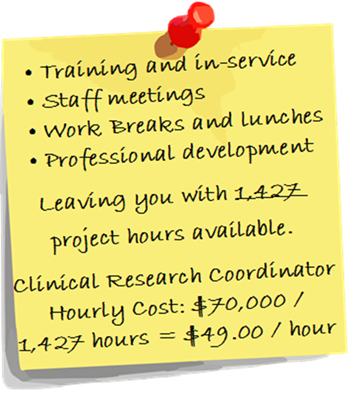 • Training and in-service
• Staff meetings
• Work Breaks and lunches
• Professional development
Leaving you with 1,427
project hours available.
Clinical Research Coordinator
Hourly Cost: $70,000 /
1,427 hours = $49.00 / hour